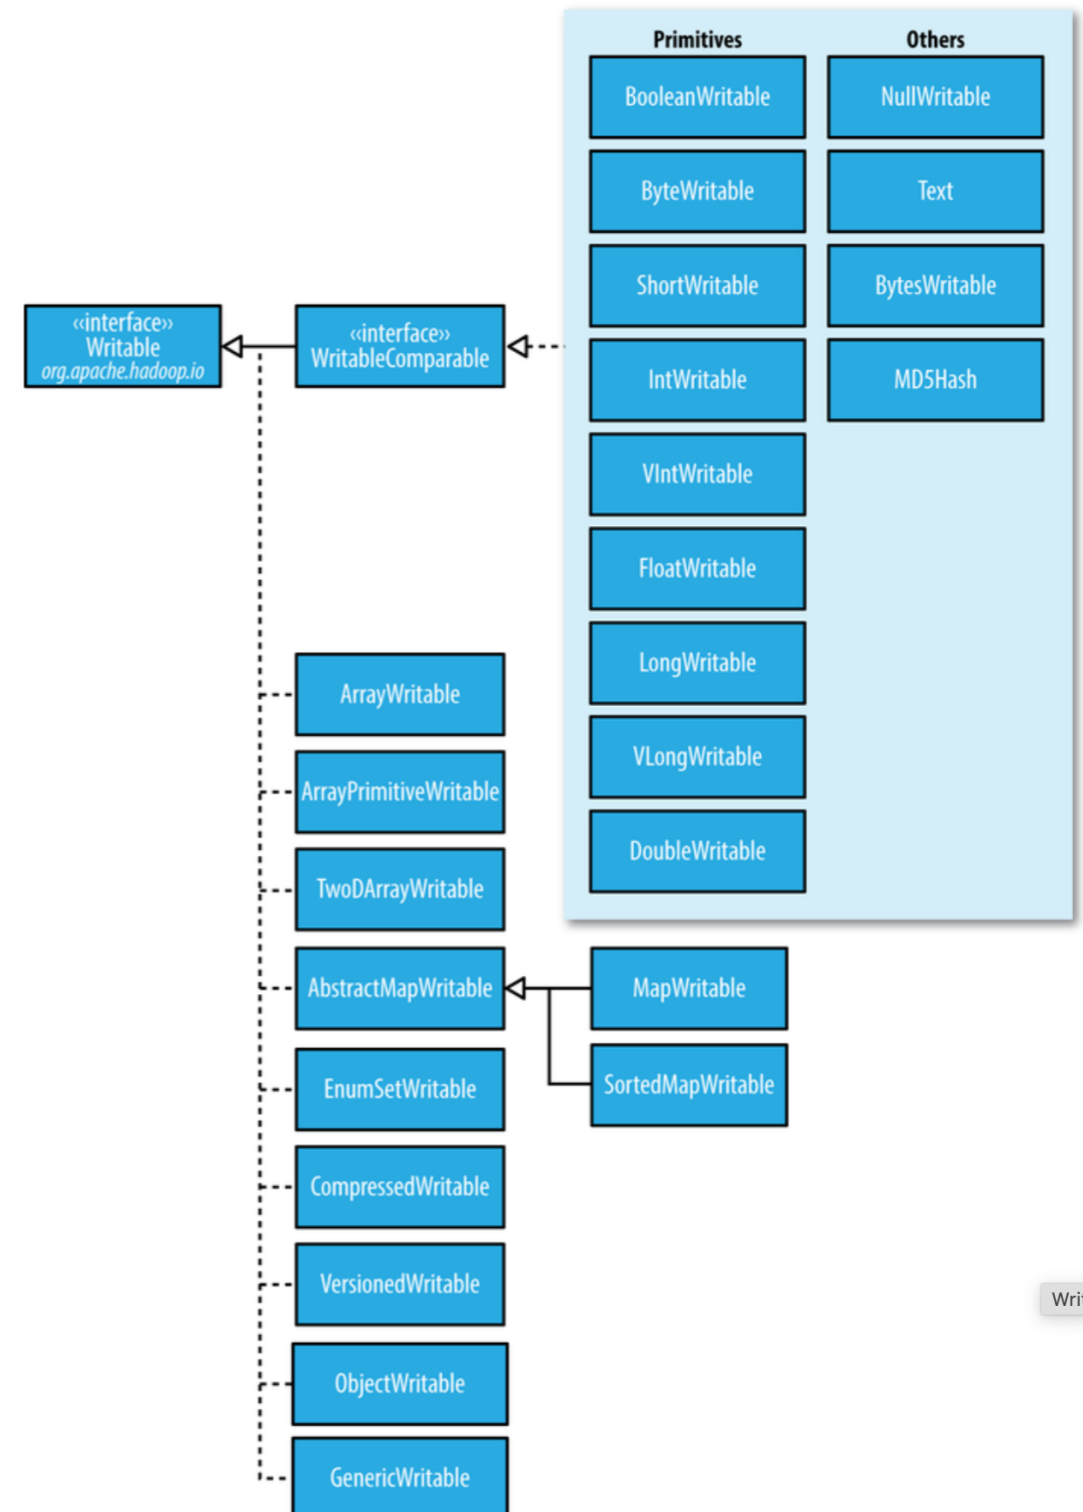 Primitives
Others
BooleanWritable
NullWritable
ByteWritable
Text
ShortWritable
BytesWritable
‹‹interface››
Writable
org.apache.hadoop.io
‹‹interface››
WritableComparable
IntWritable
MD5Hash
VIntWritable
FloatWritable
LongWritable
VLongWritable
DoubleWritable
ArrayWritable
ArrayPrimitiveWritable
TwoDArrayWritable
AbstractMapWritable
MapWritable
SortedMapWritable
EnumSetWritable
CompressedWritable
VersionedWritable
ObjectWritable
GenericWritable